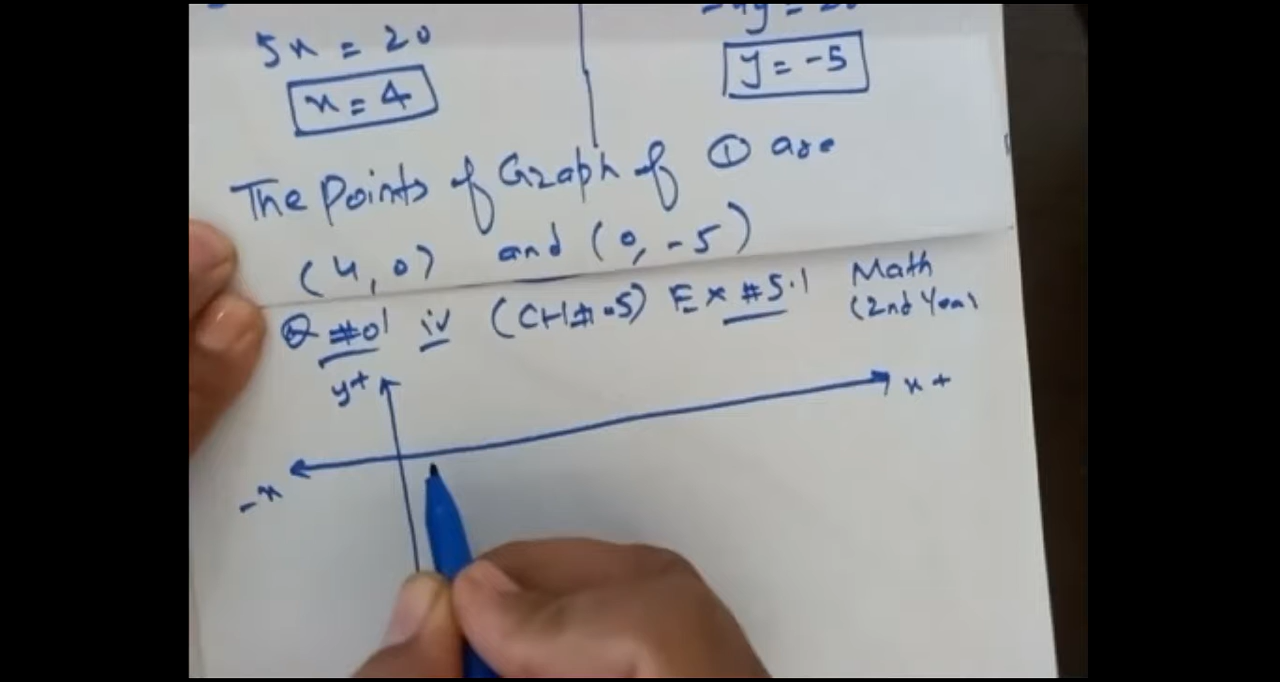 5x = 20
x = 4
y = -5
The Points of Graph of ① are
(4, 0) and (0, -5)
Q #01 iv (CH# 05) Ex #5.1 Math
(2nd Year)
y+
x+
-x